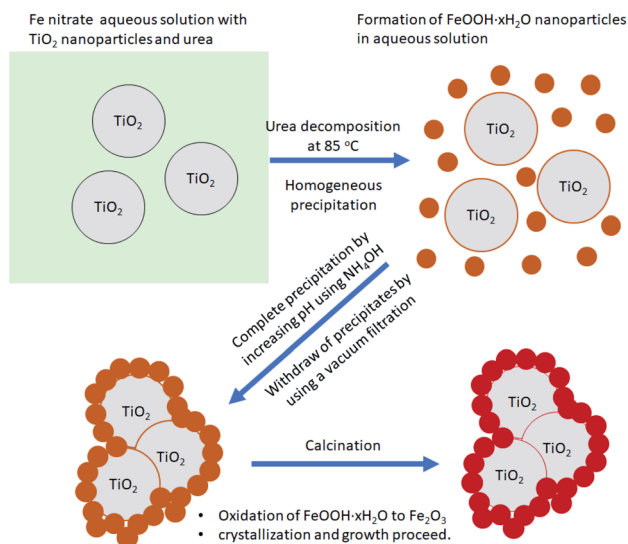 Fe nitrate aqueous solution with
TiO₂ nanoparticles and urea
Formation of FeOOH·xH₂O nanoparticles
in aqueous solution
TiO₂
TiO₂
TiO₂
Urea decomposition
at 85 °C
Homogeneous
precipitation
TiO₂
TiO₂
TiO₂
Complete precipitation by
increasing pH using NH₄OH
Withdraw of precipitates by
using a vacuum filtration
TiO₂
TiO₂
TiO₂
Calcination
TiO₂
TiO₂
TiO₂
• Oxidation of FeOOH·xH₂O to Fe₂O₃
• crystallization and growth proceed.